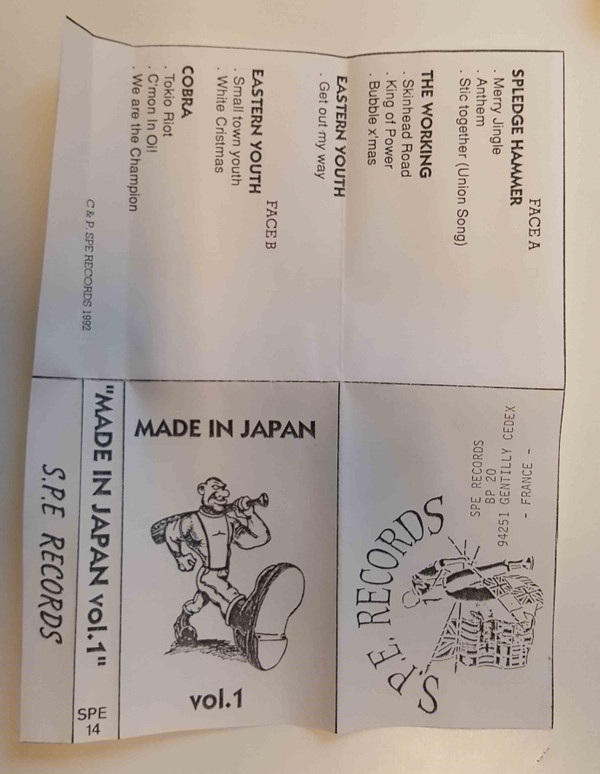 FACE A
SPLEDGE HAMMER
. Merry Jingle
. Anthem
. Stic together (Union Song)
THE WORKING
. Skinhead Road
. King of Power
. Bubble x'mas
EASTERN YOUTH
. Get out my way
FACE B
EASTERN YOUTH
. Small town youth
. White Cristmas
COBRA
. Tokio Riot
. C'mon In Oi!
. We are the Champion
C & P. SPE RECORDS 1992
SPE RECORDS
BP 20
94251 GENTILLY CEDEX
- FRANCE -
S.P.E. RECORDS
MADE IN JAPAN
vol.1
"MADE IN JAPAN vol.1"
SPE
14
S.P.E RECORDS